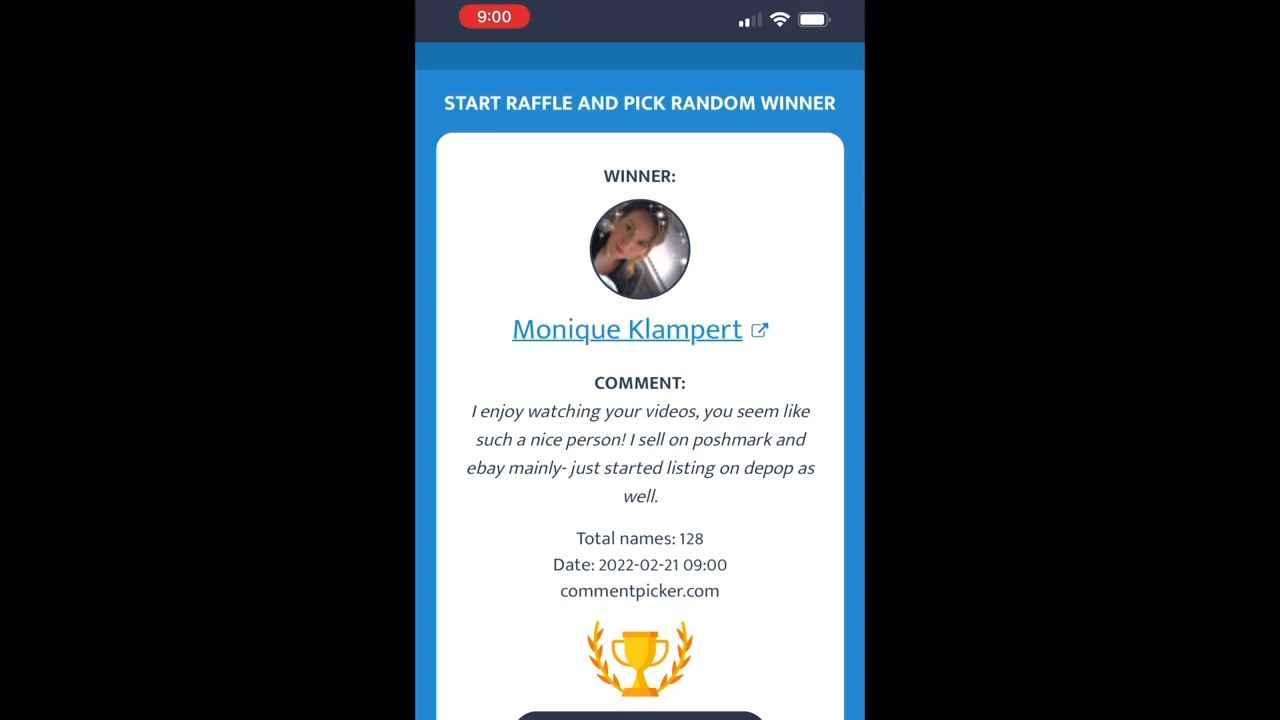 9:00
START RAFFLE AND PICK RANDOM WINNER
WINNER:
Monique Klampert
COMMENT:
I enjoy watching your videos, you seem like
such a nice person! I sell on poshmark and
ebay mainly- just started listing on depop as
well.
Total names: 128
Date: 2022-02-21 09:00
commentpicker.com